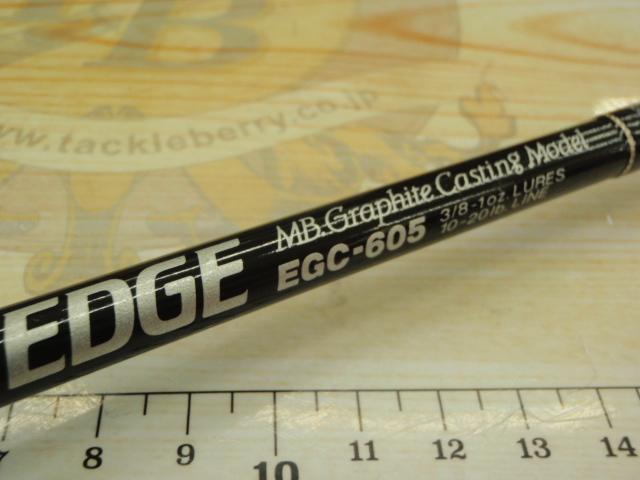 B
www.tackleberry.co.jp
EDGE
MB.Graphite Casting Model
EGC-605
3/8-1oz. LURES
10-20lb. LINE
7 8 9 10 11 12 13 14